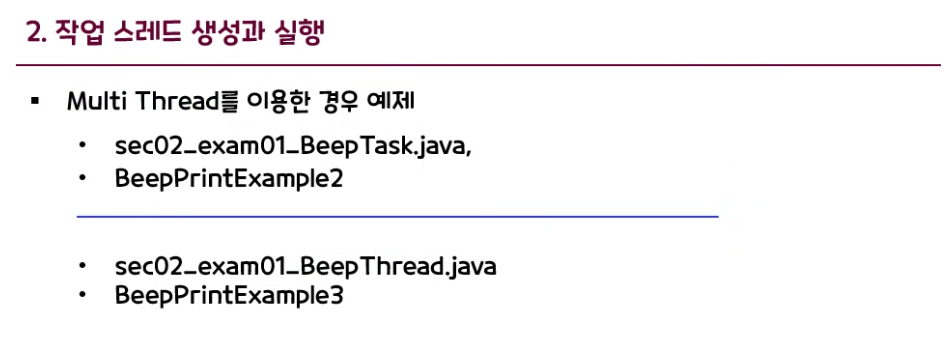 2. 작업 스레드 생성과 실행
▪ Multi Thread를 이용한 경우 예제
• sec02_exam01_BeepTask.java,
• BeepPrintExample2
• sec02_exam01_BeepThread.java
• BeepPrintExample3